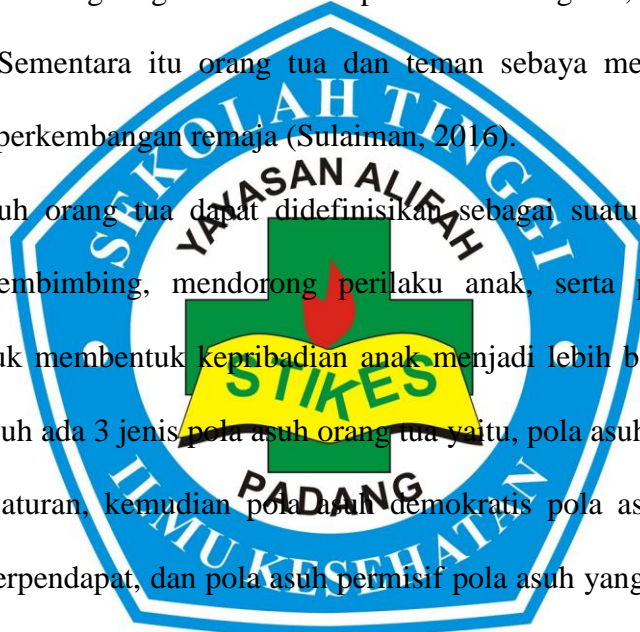 Sementara itu orang tua dan teman sebaya me
perkembangan remaja (Sulaiman, 2016).
uh orang tua dapat didefinisikan sebagai suatu
embimbing, mendorong perilaku anak, serta p
uk membentuk kepribadian anak menjadi lebih b
uh ada 3 jenis pola asuh orang tua yaitu, pola asuh
aturan, kemudian pola asuh demokratis pola as
erpendapat, dan pola asuh permisif pola asuh yang
SEKOLAH TINGGI
YAYASAN ALIFAH
STIKES
PADANG
ILMU KESEHATAN